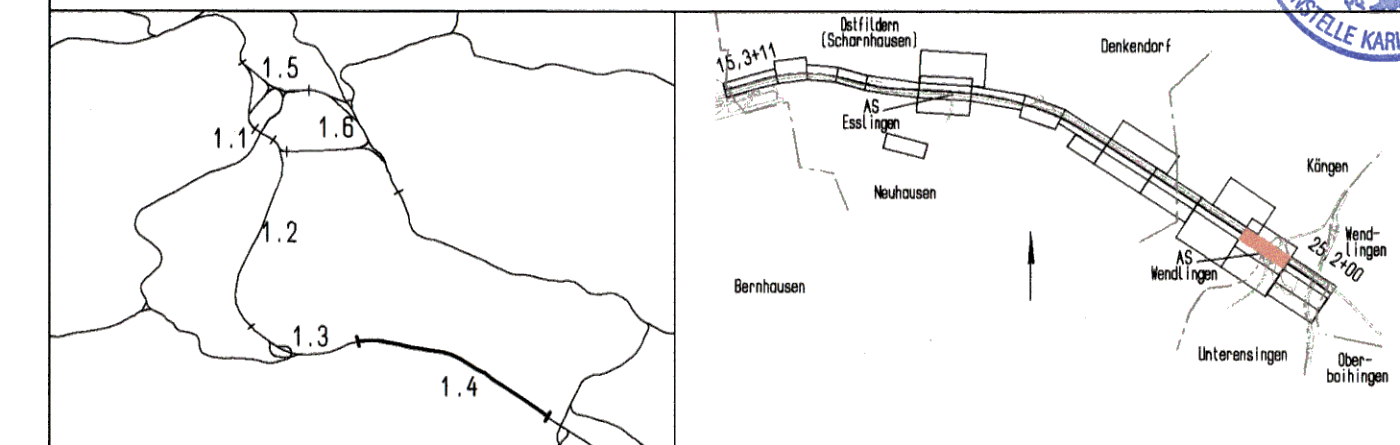 1.5
1.1
1.6
1.2
1.3
1.4
Ostfildern
(Scharnhausen)
Denkendorf
15,3+11
AS
Esslingen
Neuhausen
Köngen
Wend-
lingen
25,2+00
AS
Wendlingen
Bernhausen
Unterensingen
Ober-
boihingen